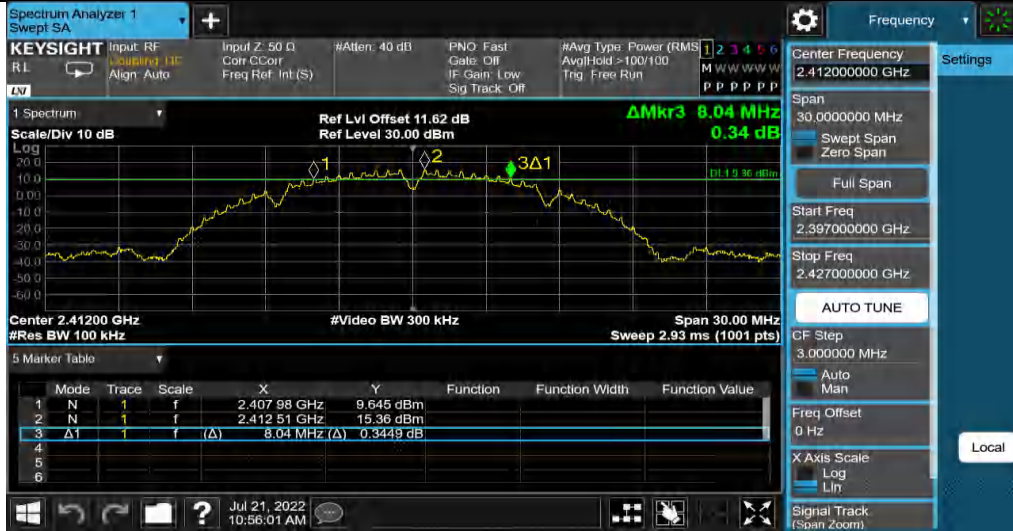 Spectrum Analyzer 1
Swept SA
+
Frequency
KEYSIGHT
RL
LXI
Input: RF
Coupling: DC
Align: Auto
Input Z: 50 Ω
Corr CCorr
Freq Ref: Int (S)
#Atten: 40 dB
PNO: Fast
Gate: Off
IF Gain: Low
Sig Track: Off
#Avg Type: Power (RMS
Avg|Hold >100/100
Trig: Free Run
1 2 3 4 5 6
M W W W W W
P P P P P P
1 Spectrum
Scale/Div 10 dB
Ref Lvl Offset 11.62 dB
Ref Level 30.00 dBm
ΔMkr3 8.04 MHz
0.34 dB
Log
20.0
10.0
0.00
-10.0
-20.0
-30.0
-40.0
-50.0
-60.0
1
2
3Δ1
DL1 9.36 dBm
Center 2.41200 GHz
#Video BW 300 kHz
Span 30.00 MHz
#Res BW 100 kHz
Sweep 2.93 ms (1001 pts)
5 Marker Table
Mode Trace Scale X Y Function Function Width Function Value
1 N 1 f 2.407 98 GHz 9.645 dBm
2 N 1 f 2.412 51 GHz 15.36 dBm
3 Δ1 1 f (Δ) 8.04 MHz (Δ) 0.3449 dB
4
5
6
Jul 21, 2022
10:56:01 AM
Center Frequency
2.412000000 GHz
Settings
Span
30.0000000 MHz
Swept Span
Zero Span
Full Span
Start Freq
2.397000000 GHz
Stop Freq
2.427000000 GHz
AUTO TUNE
CF Step
3.000000 MHz
Auto
Man
Freq Offset
0 Hz
X Axis Scale
Log
Lin
Local
Signal Track
(Span Zoom)